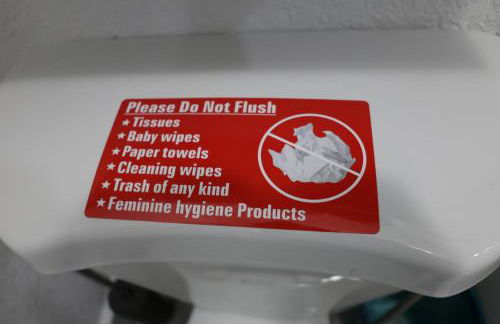 Please Do Not Flush
★ Tissues
★ Baby wipes
★ Paper towels
★ Cleaning wipes
★ Trash of any kind
★ Feminine hygiene Products